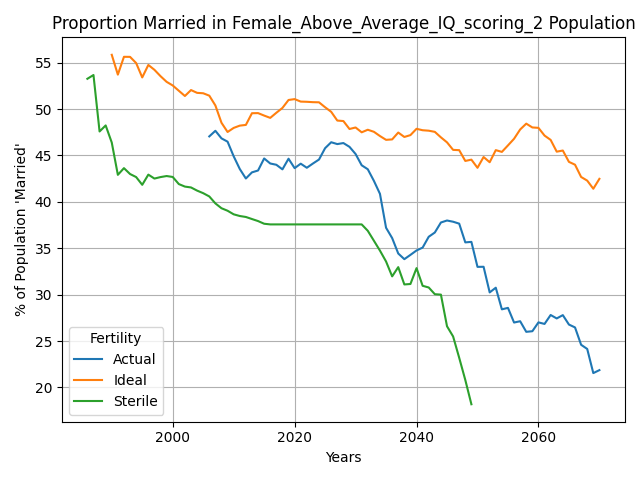 Proportion Married in Female_Above_Average_IQ_scoring_2 Population
% of Population 'Married'
55
50
45
40
35
30
25
20
Fertility
Actual
Ideal
Sterile
2000
2020
2040
2060
Years